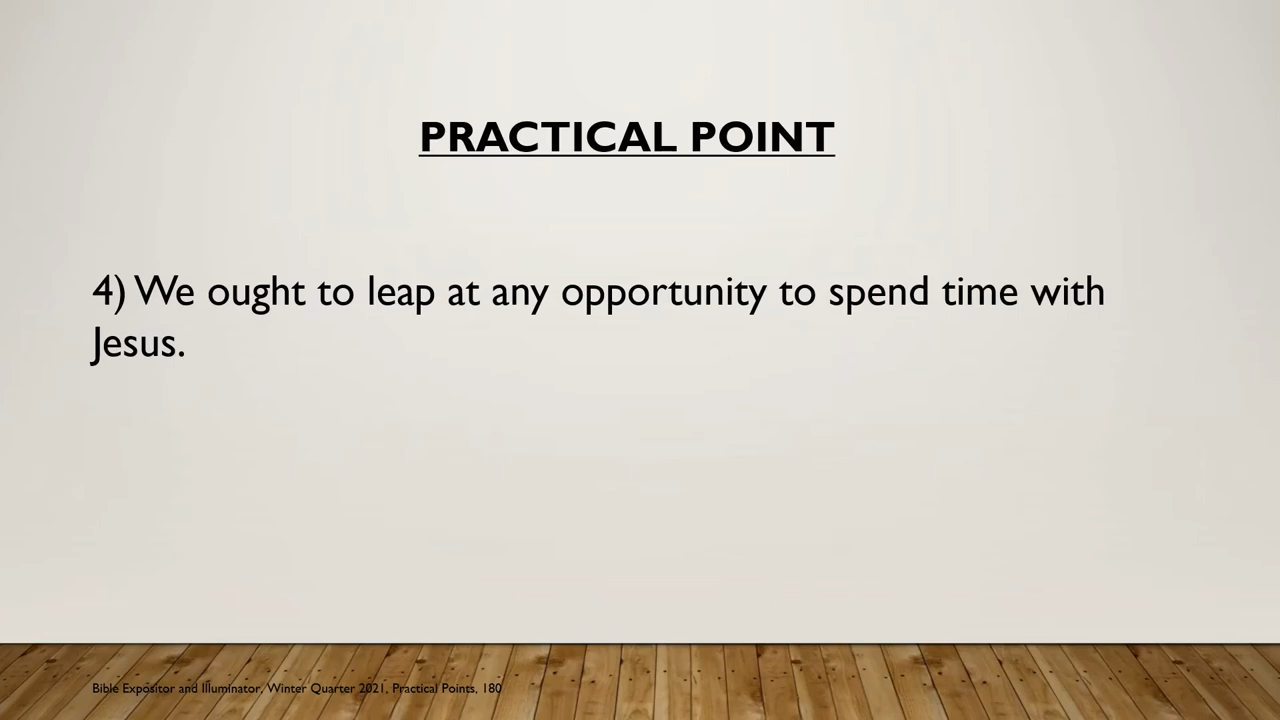 PRACTICAL POINT
4) We ought to leap at any opportunity to spend time with
Jesus.
Bible Expositor and Illuminator, Winter Quarter 2021, Practical Points, 180